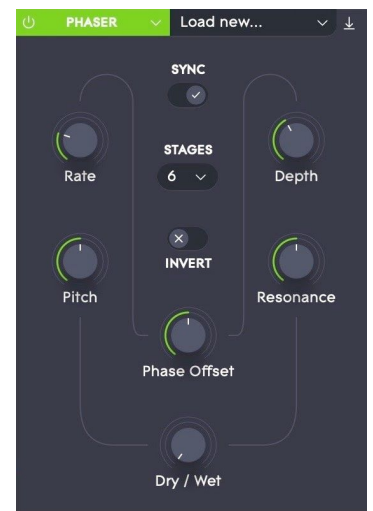 PHASER Load new...
SYNC
Rate
STAGES
6
Depth
INVERT
Pitch
Resonance
Phase Offset
Dry / Wet